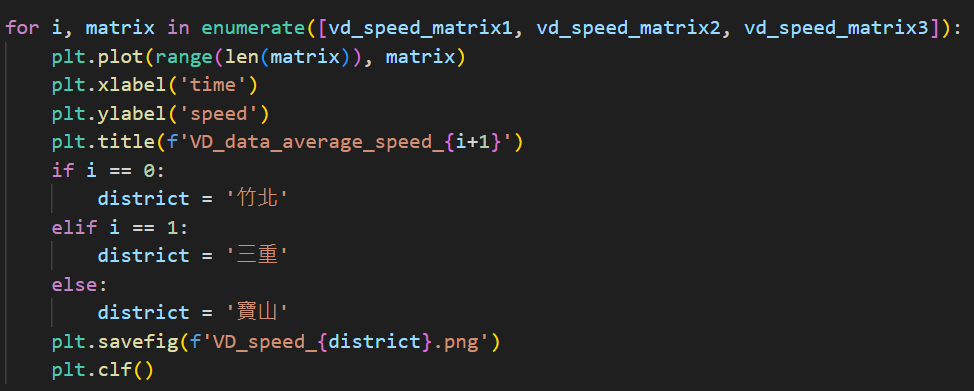 for i, matrix in enumerate([vd_speed_matrix1, vd_speed_matrix2, vd_speed_matrix3]):
    plt.plot(range(len(matrix)), matrix)
    plt.xlabel('time')
    plt.ylabel('speed')
    plt.title(f'VD_data_average_speed_{i+1}')
    if i == 0:
        district = '竹北'
    elif i == 1:
        district = '三重'
    else:
        district = '寶山'
    plt.savefig(f'VD_speed_{district}.png')
    plt.clf()